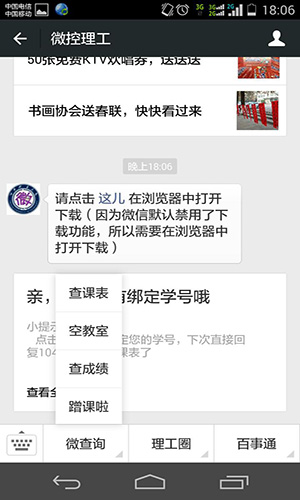 中国电信
中国移动
3G
3G
2G
18:06
微控理工
50张免费KTV欢唱券，送送送
书画协会送春联，快快看过来
晚上18:06
微
请点击 这儿 在浏览器中打开
下载（因为微信默认禁用了下
载功能，所以需要在浏览器中
打开下载）
亲，
有绑定学号哦
小提示
点击
定您的学号，下次直接回
复104
课表了
查看全
查课表
空教室
查成绩
蹭课啦
微查询
理工圈
百事通